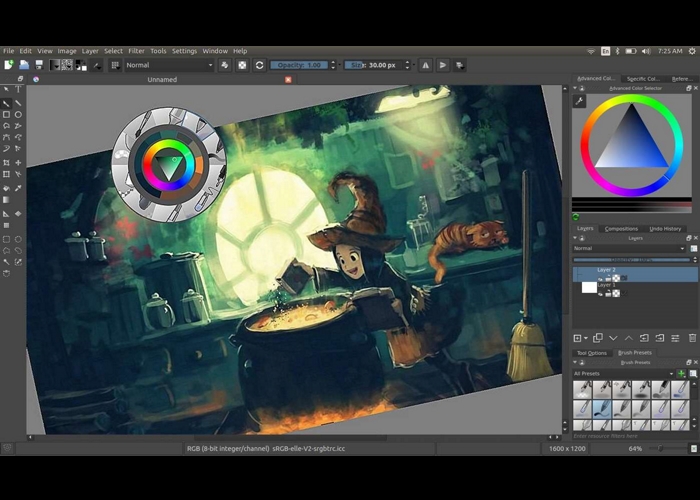 File Edit View Image Layer Select Filter Tools Settings Window Help
En
7:25 AM
Normal
Opacity: 1.00
Size: 30.00 px
Unnamed
Advanced Col...
Specific Col...
Refere...
Advanced Color Selector
Layers
Compositions
Undo History
Layers
Normal
Layer 2
Layer 1
Tool Options
Brush Presets
Brush Presets
All Presets
Enter resource filters here
RGB (8-bit integer/channel) sRGB-elle-V2-srgbtrc.icc
1600 x 1200
64%